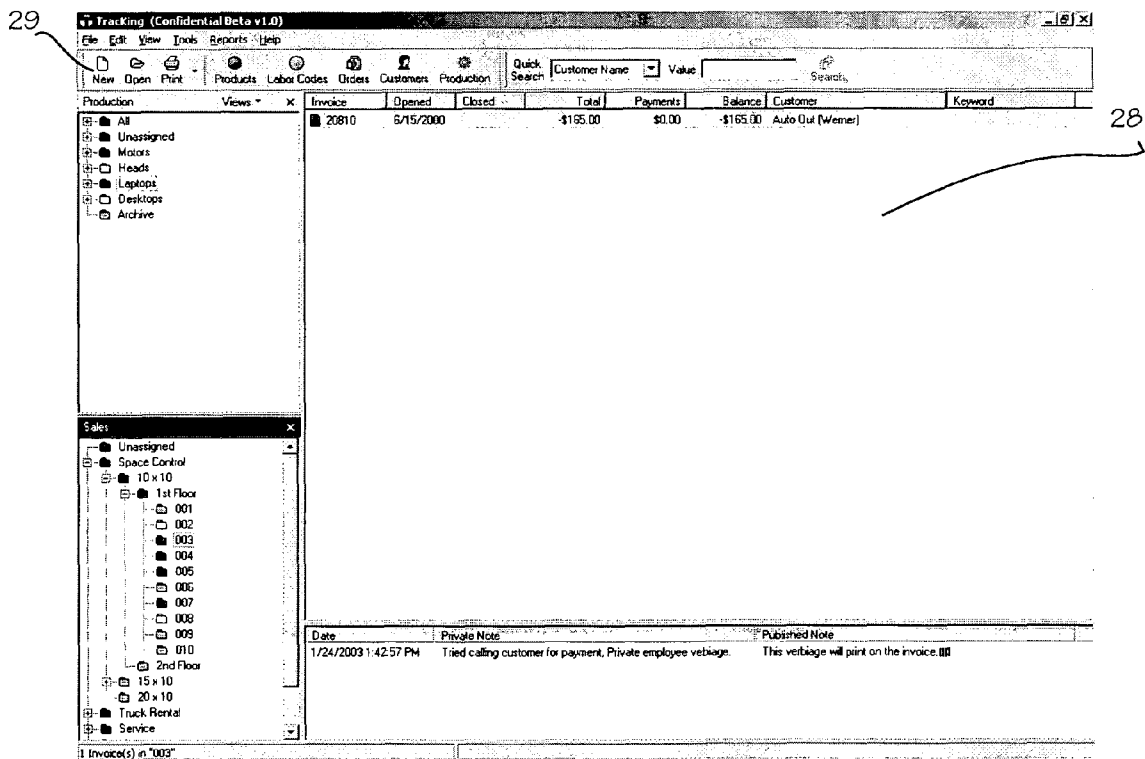 29
TracKing (Confidential Beta v1.0)
File Edit View Tools Reports Help
New Open Print Products Labor Codes Orders Customers Production Quick Search Customer Name Value Search
Production Views ×
Invoice Opened Closed Total Payments Balance Customer Keyword
20810 6/15/2000 -$165.00 $0.00 -$165.00 Auto Out (Werner)
28
All
Unassigned
Motors
Heads
Laptops
Desktops
Archive
Sales ×
Unassigned
Space Control
10 x 10
1st Floor
001
002
003
004
005
006
007
008
009
010
2nd Floor
15 x 10
20 x 10
Truck Rental
Service
Date Private Note Published Note
1/24/2003 1:42:57 PM Tried calling customer for payment, Private employee vebiage. This verbiage will print on the invoice.
1 Invoice(s) in "003"